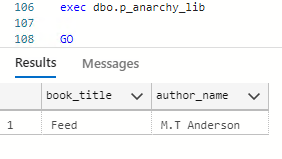 106 exec dbo.p_anarchy_lib
107
108 GO
Results Messages
book_title author_name
1 Feed M.T Anderson